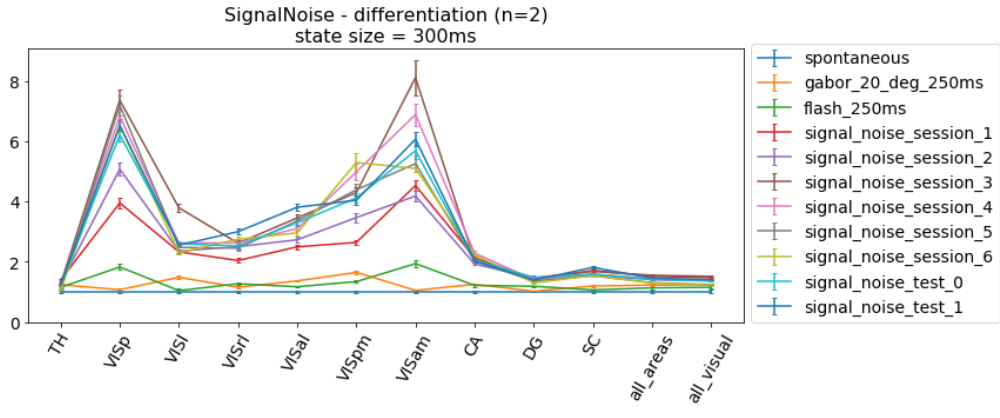 SignalNoise - differentiation (n=2)
state size = 300ms
8
6
4
2
0
TH
VISp
VISl
VISrl
VISal
VISpm
VISam
CA
DG
SC
all_areas
all_visual
spontaneous
gabor_20_deg_250ms
flash_250ms
signal_noise_session_1
signal_noise_session_2
signal_noise_session_3
signal_noise_session_4
signal_noise_session_5
signal_noise_session_6
signal_noise_test_0
signal_noise_test_1